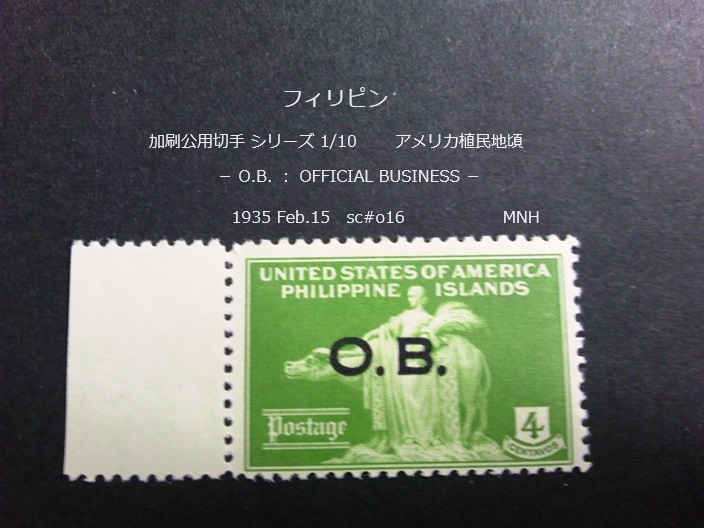 フィリピン
加刷公用切手 シリーズ 1/10 アメリカ植民地頃
− O.B. : OFFICIAL BUSINESS −
1935 Feb.15 sc#o16 MNH
UNITED STATES OF AMERICA
PHILIPPINE ISLANDS
O.B.
Postage
4
CENTAVOS